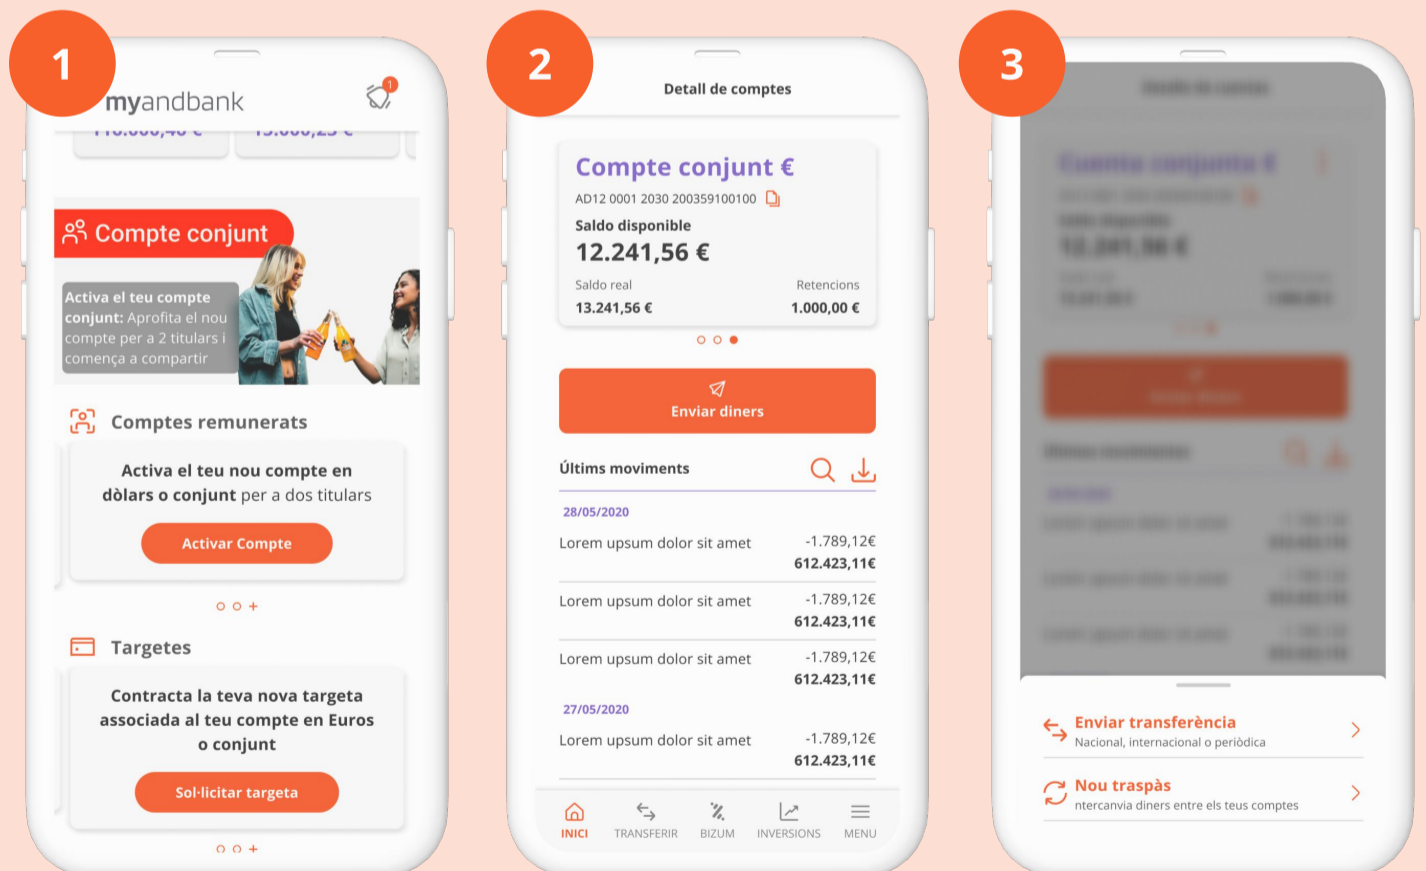 1
myandbank
1
Compte conjunt
Activa el teu compte
conjunt: Aprofita el nou
compte per a 2 titulars i
comença a compartir
Comptes remunerats
Activa el teu nou compte en
dòlars o conjunt per a dos titulars
Activar Compte
Targetes
Contracta la teva nova targeta
associada al teu compte en Euros
o conjunt
Sol·licitar targeta
2
Detall de comptes
Compte conjunt €
AD12 0001 2030 200359100100
Saldo disponible
12.241,56 €
Saldo real Retencions
13.241,56 € 1.000,00 €
Enviar diners
Últims moviments
28/05/2020
Lorem upsum dolor sit amet -1.789,12€
612.423,11€
Lorem upsum dolor sit amet -1.789,12€
612.423,11€
Lorem upsum dolor sit amet -1.789,12€
612.423,11€
27/05/2020
Lorem upsum dolor sit amet -1.789,12€
612.423,11€
INICI TRANSFERIR BIZUM INVERSIONS MENU
3
Cuenta conjunta €
12.241,56 €
Enviar transferència
Nacional, internacional o periòdica
Nou traspàs
ntercanvia diners entre els teus comptes